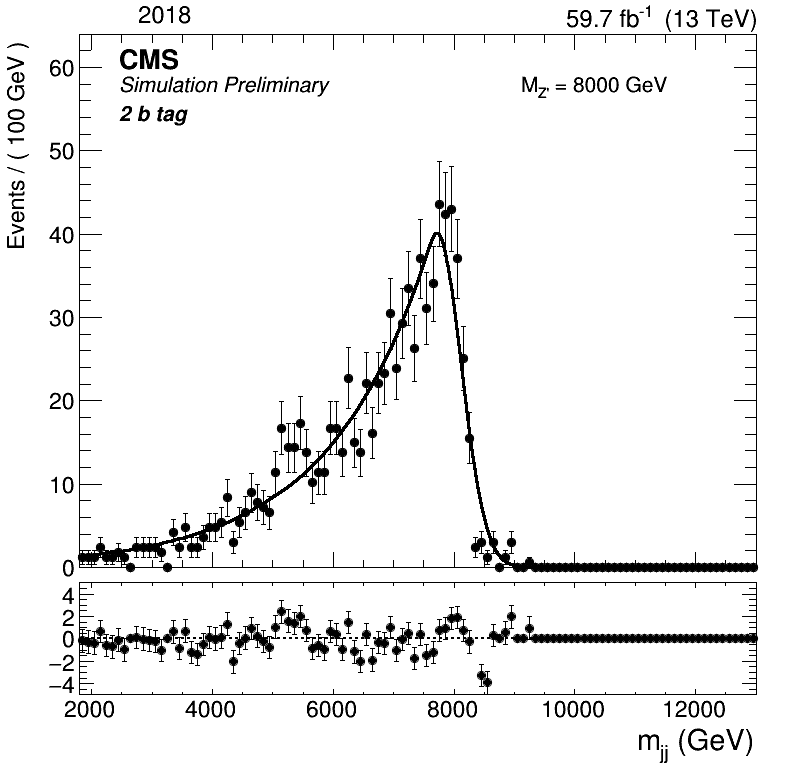 2018 59.7 fb⁻¹ (13 TeV)
CMS
Simulation Preliminary
2 b tag
M_Z' = 8000 GeV
Events / ( 100 GeV )
60
50
40
30
20
10
0
4
2
0
−2
−4
2000 4000 6000 8000 10000 12000
m_jj (GeV)